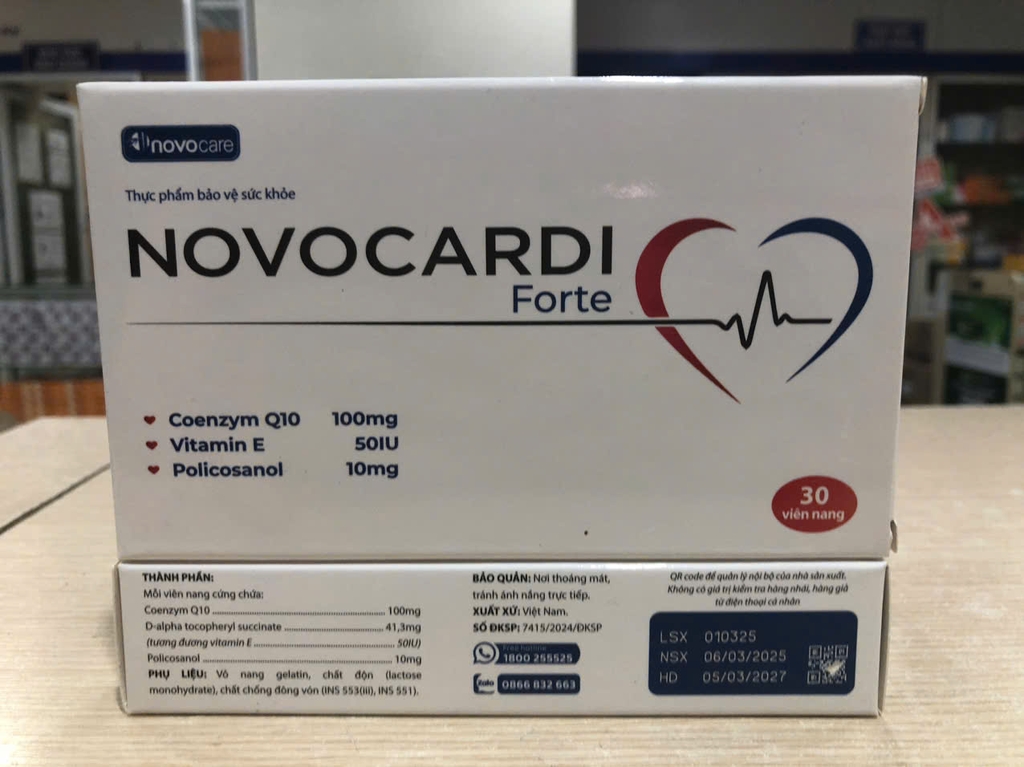 novocare
Thực phẩm bảo vệ sức khỏe
NOVOCARDI
Forte
Coenzym Q10 100mg
Vitamin E 50IU
Policosanol 10mg
30
viên nang
THÀNH PHẦN:
Mỗi viên nang cứng chứa:
Coenzym Q10 100mg
D-alpha tocopheryl succinate 41,3mg
(tương đương vitamin E 50IU)
Policosanol 10mg
PHỤ LIỆU: Vỏ nang gelatin, chất độn (lactose
monohydrate), chất chống đông vón (INS 553(iii), INS 551).
BẢO QUẢN: Nơi thoáng mát,
tránh ánh nắng trực tiếp.
XUẤT XỨ: Việt Nam.
SỐ ĐKSP: 7415/2024/ĐKSP
Free hotline
1800 255525
Zalo 0866 832 663
QR code để quản lý nội bộ của nhà sản xuất.
Không có giá trị kiểm tra hàng nhái, hàng giả
từ điện thoại cá nhân
LSX 010325
NSX 06/03/2025
HD 05/03/2027